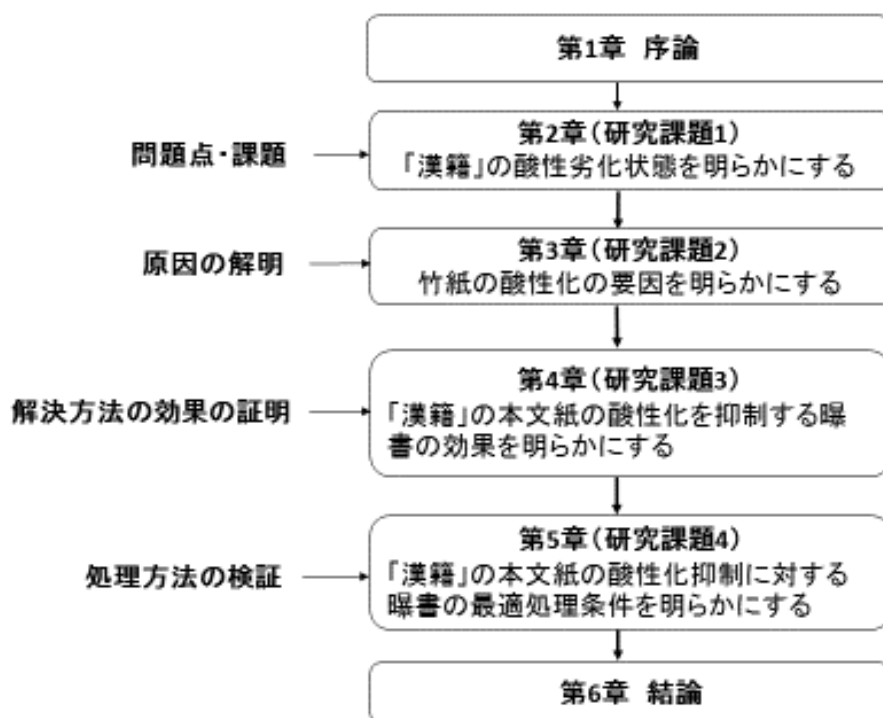 第1章 序論
第2章（研究課題1）
問題点・課題
「漢籍」の酸性劣化状態を明らかにする
第3章（研究課題2）
原因の解明
竹紙の酸性化の要因を明らかにする
第4章（研究課題3）
解決方法の効果の証明
「漢籍」の本文紙の酸性化を抑制する曝
書の効果を明らかにする
第5章（研究課題4）
処理方法の検証
「漢籍」の本文紙の酸性化抑制に対する
曝書の最適処理条件を明らかにする
第6章 結論